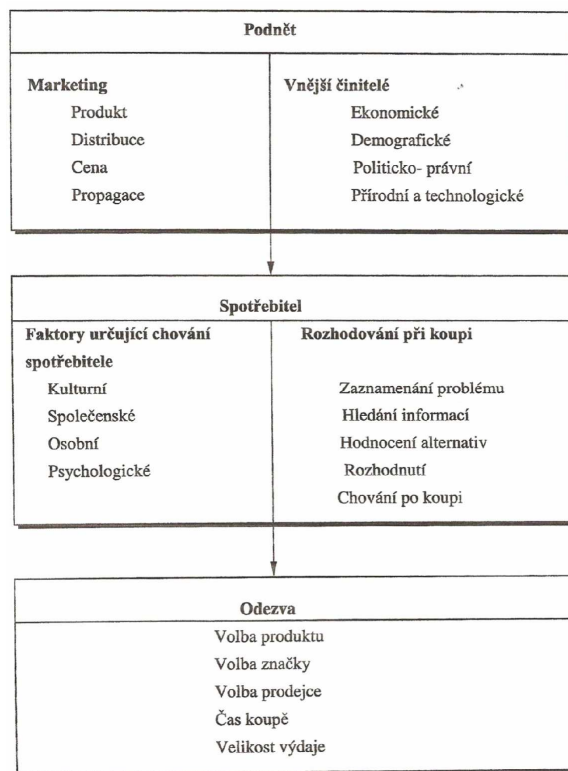 Podnět
Marketing
Produkt
Distribuce
Cena
Propagace
Vnější činitelé
Ekonomické
Demografické
Politicko- právní
Přírodní a technologické
Spotřebitel
Faktory určující chování
spotřebitele
Kulturní
Společenské
Osobní
Psychologické
Rozhodování při koupi
Zaznamenání problému
Hledání informací
Hodnocení alternativ
Rozhodnutí
Chování po koupi
Odezva
Volba produktu
Volba značky
Volba prodejce
Čas koupě
Velikost výdaje